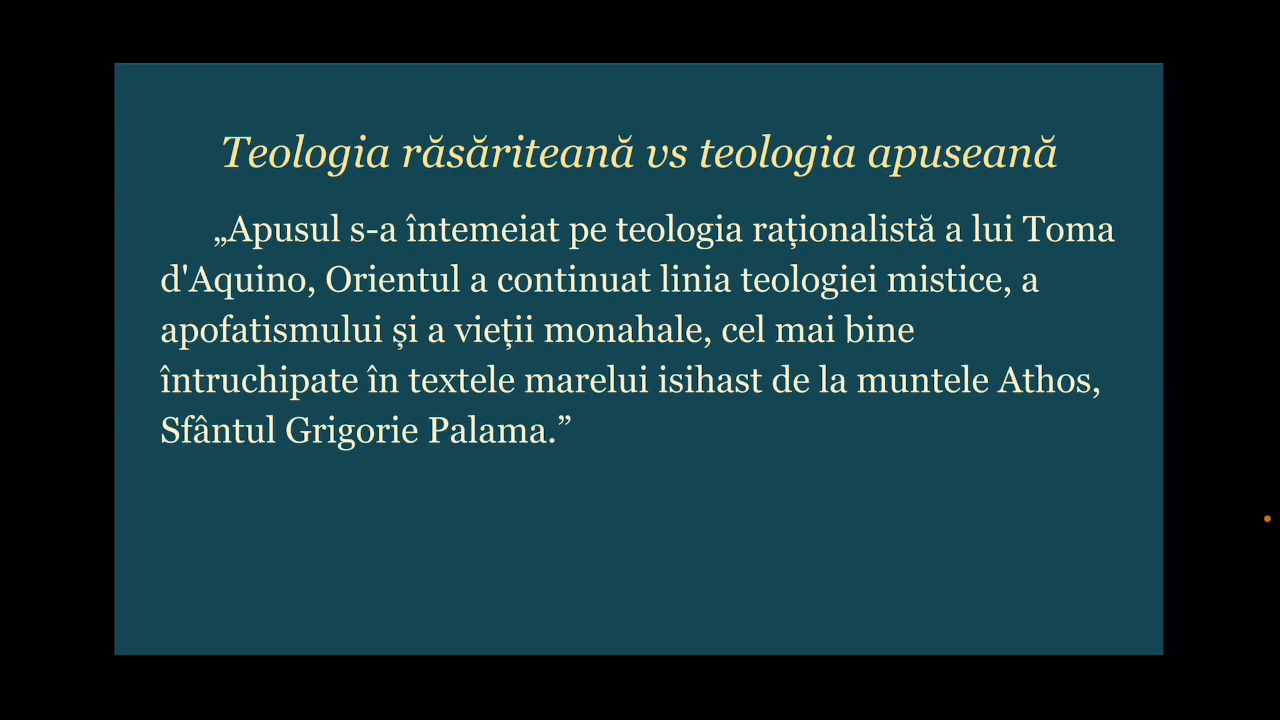 Teologia răsăriteană vs teologia apuseană
„Apusul s-a întemeiat pe teologia raționalistă a lui Toma
d'Aquino, Orientul a continuat linia teologiei mistice, a
apofatismului și a vieții monahale, cel mai bine
întruchipate în textele marelui isihast de la muntele Athos,
Sfântul Grigorie Palama.”